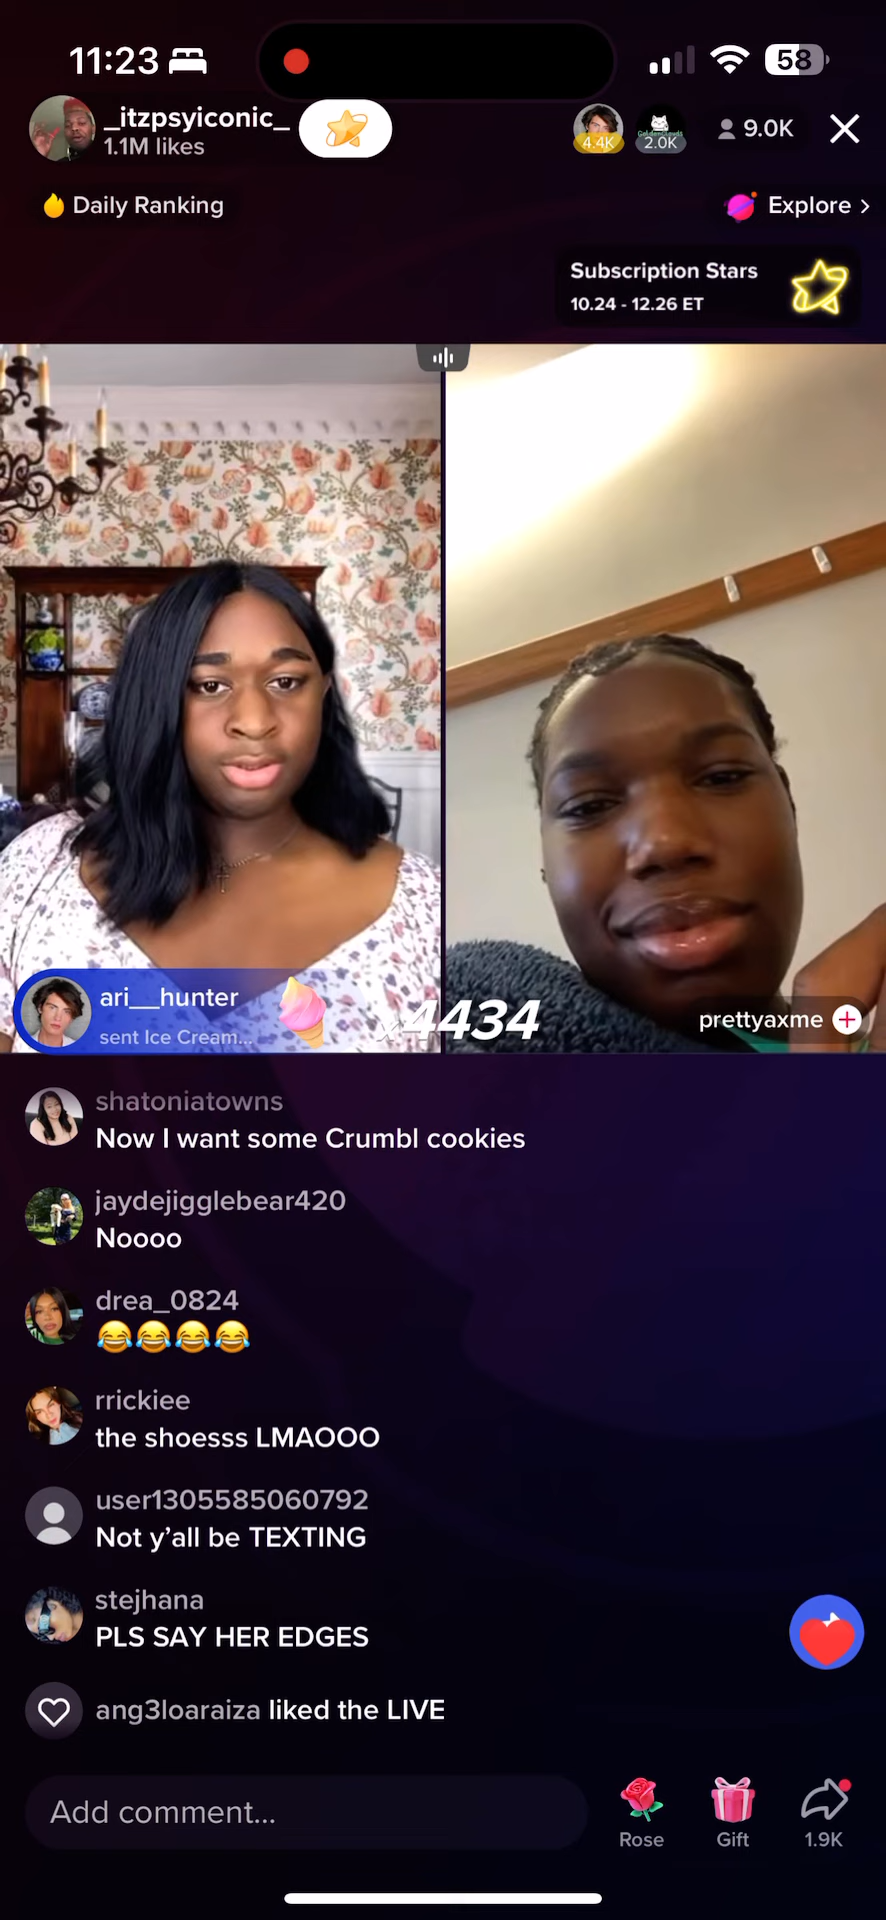 11:23
58
_itzpsyiconic_
1.1M likes
4.4K
2.0K
9.0K
Daily Ranking
Explore >
Subscription Stars
10.24 - 12.26 ET
ari__hunter
sent Ice Cream...
x4434
prettyaxme
shatoniatowns
Now I want some Crumbl cookies
jaydejigglebear420
Noooo
drea_0824
😂😂😂😂
rrickiee
the shoesss LMAOOO
user1305585060792
Not y’all be TEXTING
stejhana
PLS SAY HER EDGES
ang3loaraiza liked the LIVE
Add comment...
Rose
Gift
1.9K